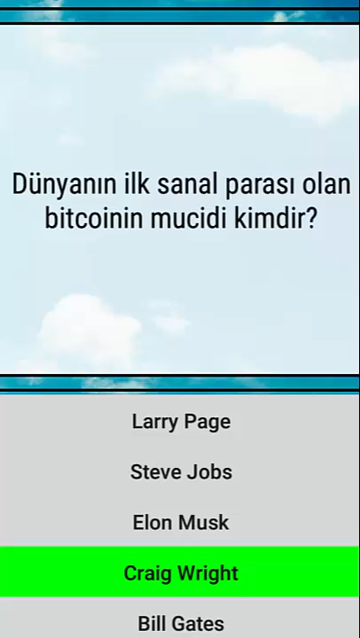 Dünyanın ilk sanal parası olan
bitcoinin mucidi kimdir?
Larry Page
Steve Jobs
Elon Musk
Craig Wright
Bill Gates